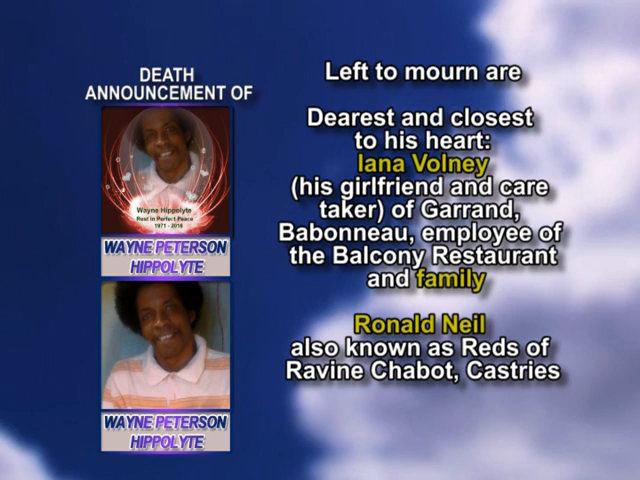 DEATH
ANNOUNCEMENT OF
Wayne Hippolyte
Rest In Perfect Peace
1971 - 2016
WAYNE PETERSON
HIPPOLYTE
WAYNE PETERSON
HIPPOLYTE
Left to mourn are
Dearest and closest
to his heart:
Iana Volney
(his girlfriend and care
taker) of Garrand,
Babonneau, employee of
the Balcony Restaurant
and family
Ronald Neil
also known as Reds of
Ravine Chabot, Castries